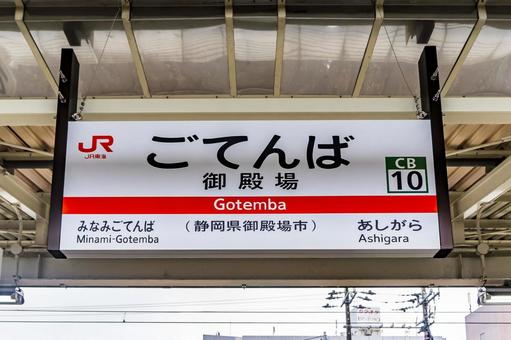 JR
JR東海
ごてんば
御殿場
CB
10
Gotemba
みなみごてんば
Minami-Gotemba
（静岡県御殿場市）
あしがら
Ashigara